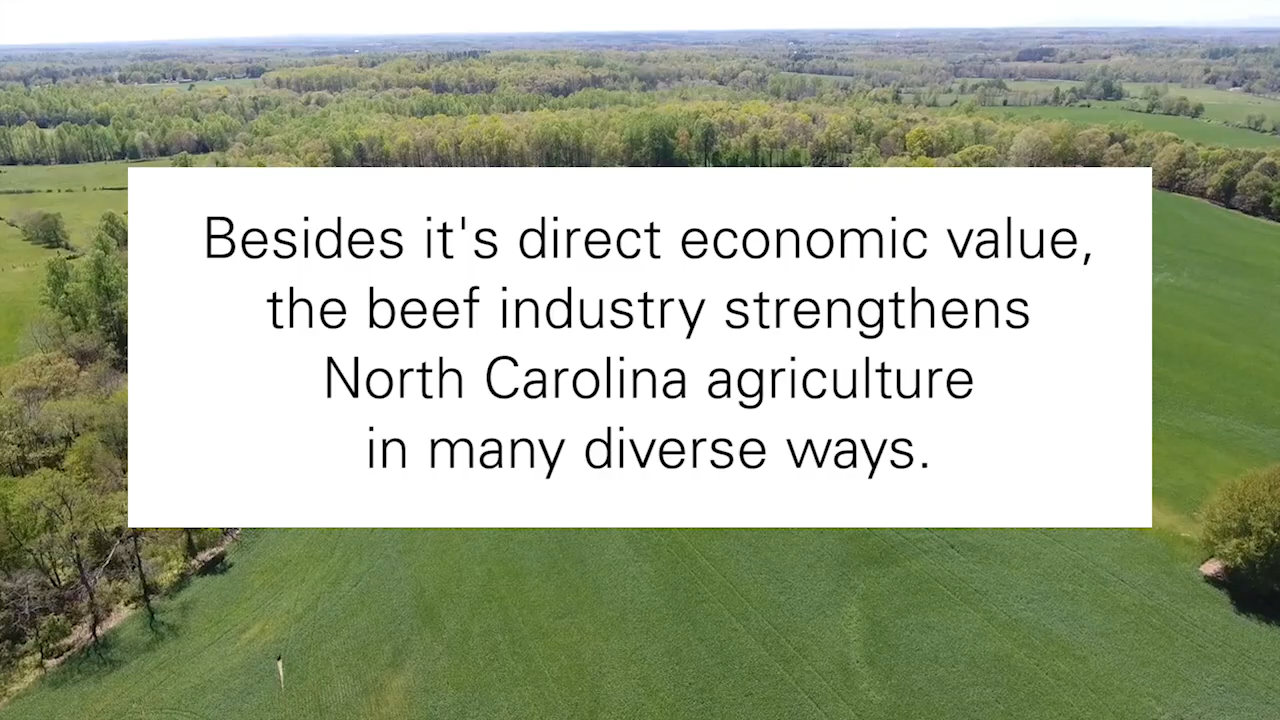 Besides it's direct economic value,
the beef industry strengthens
North Carolina agriculture
in many diverse ways.